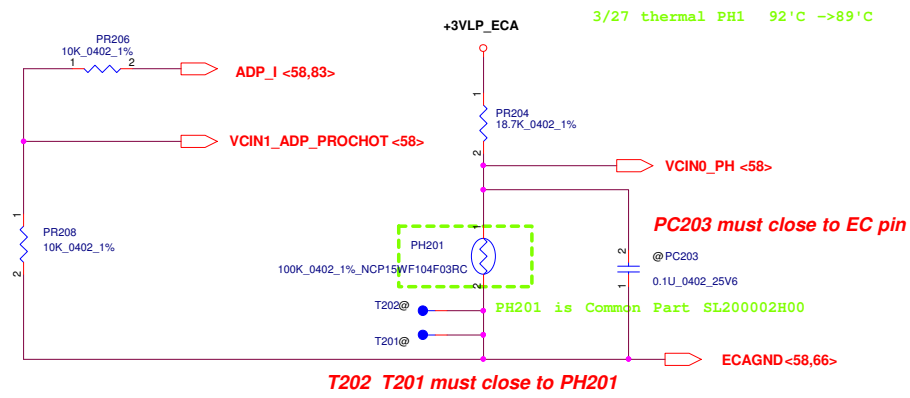 3/27 thermal PH1 92'C ->89'C
+3VLP_ECA
PR206
10K_0402_1%
1
2
ADP_I <58,83>
1
PR204
18.7K_0402_1%
2
VCIN1_ADP_PROCHOT <58>
VCIN0_PH <58>
1
PR208
10K_0402_1%
2
PC203 must close to EC pin
1
PH201
100K_0402_1%_NCP15WF104F03RC
2
2
@PC203
0.1U_0402_25V6
1
T202@
PH201 is Common Part SL200002H00
T201@
ECAGND <58,66>
T202 T201 must close to PH201